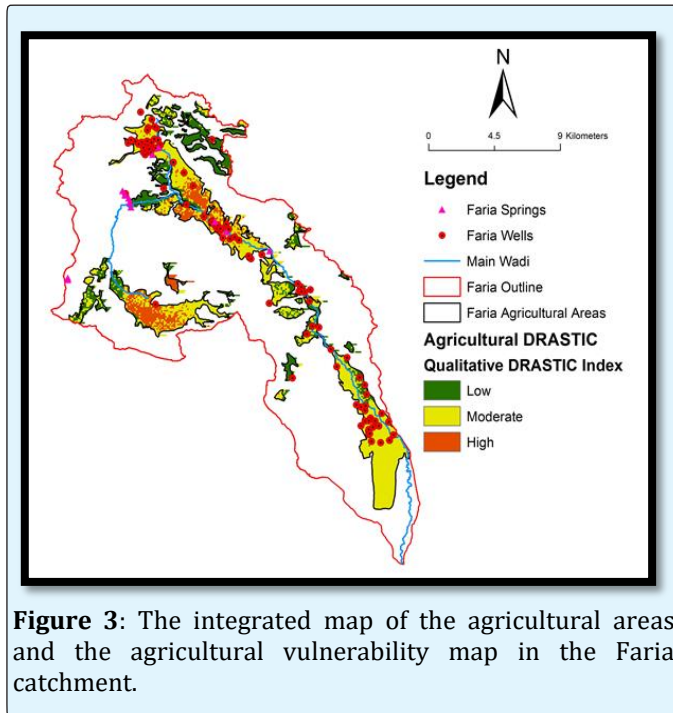 N
0 4.5 9 Kilometers
Legend
Faria Springs
Faria Wells
Main Wadi
Faria Outline
Faria Agricultural Areas
Agricultural DRASTIC
Qualitative DRASTIC Index
Low
Moderate
High
Figure 3: The integrated map of the agricultural areas
and the agricultural vulnerability map in the Faria
catchment.